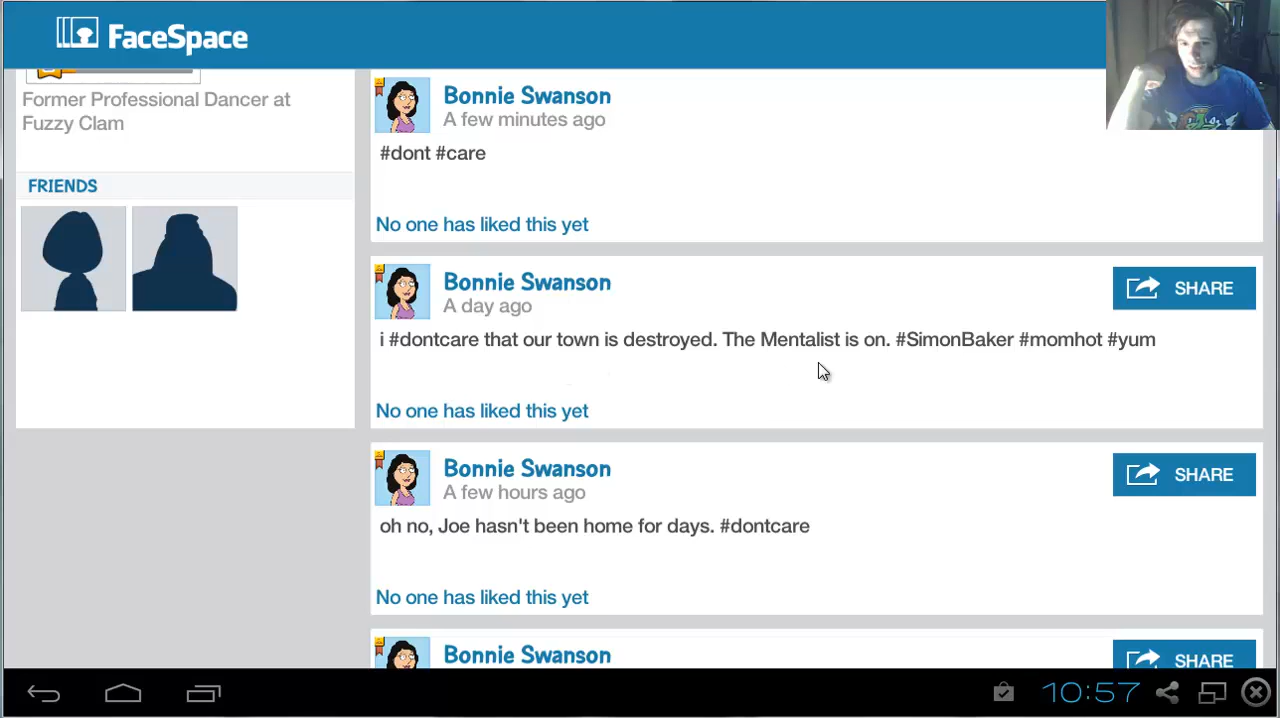 FaceSpace
Former Professional Dancer at
Fuzzy Clam
FRIENDS
Bonnie Swanson
A few minutes ago
#dont #care
No one has liked this yet
Bonnie Swanson
A day ago
SHARE
i #dontcare that our town is destroyed. The Mentalist is on. #SimonBaker #momhot #yum
No one has liked this yet
Bonnie Swanson
A few hours ago
SHARE
oh no, Joe hasn't been home for days. #dontcare
No one has liked this yet
Bonnie Swanson
SHARE
10:57